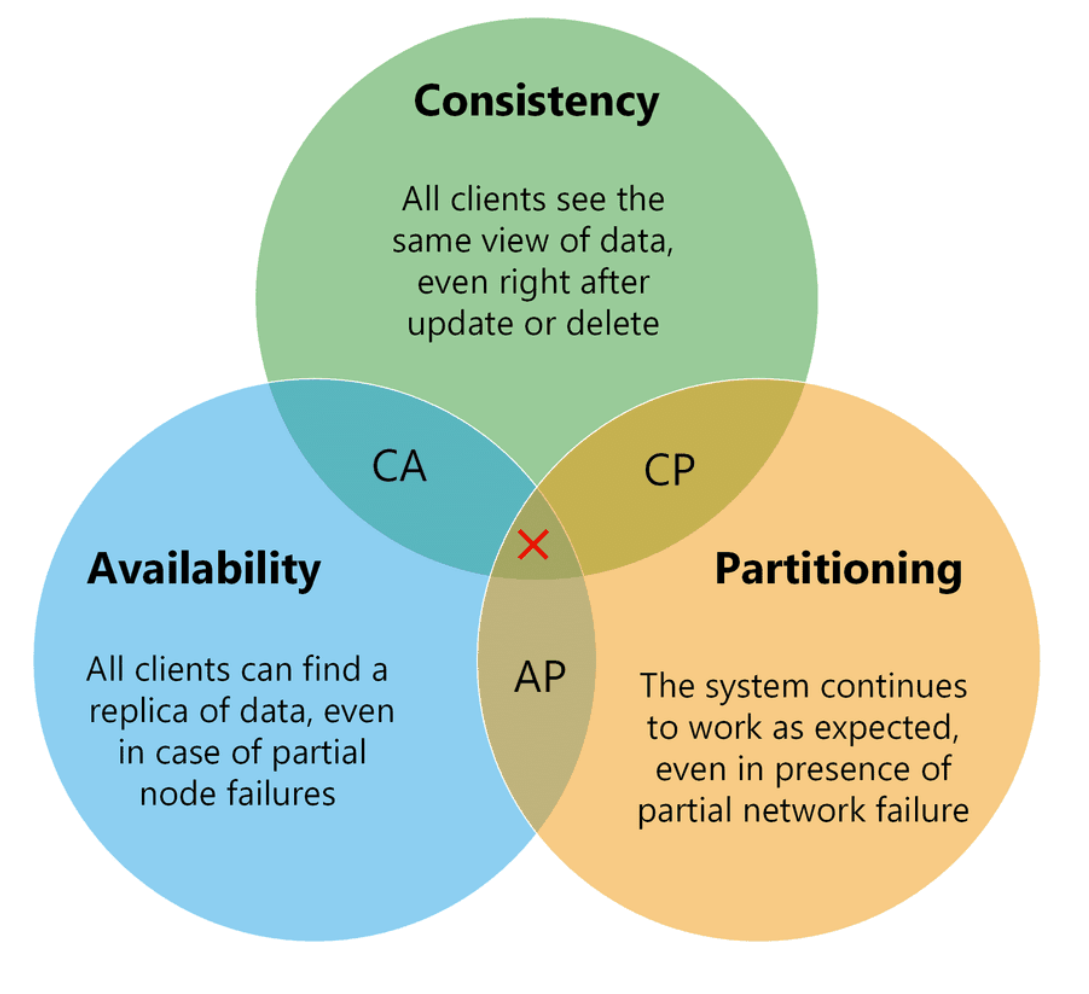 Consistency
All clients see the
same view of data,
even right after
update or delete
CA
CP
Availability
All clients can find a
replica of data, even
in case of partial
node failures
AP
Partitioning
The system continues
to work as expected,
even in presence of
partial network failure